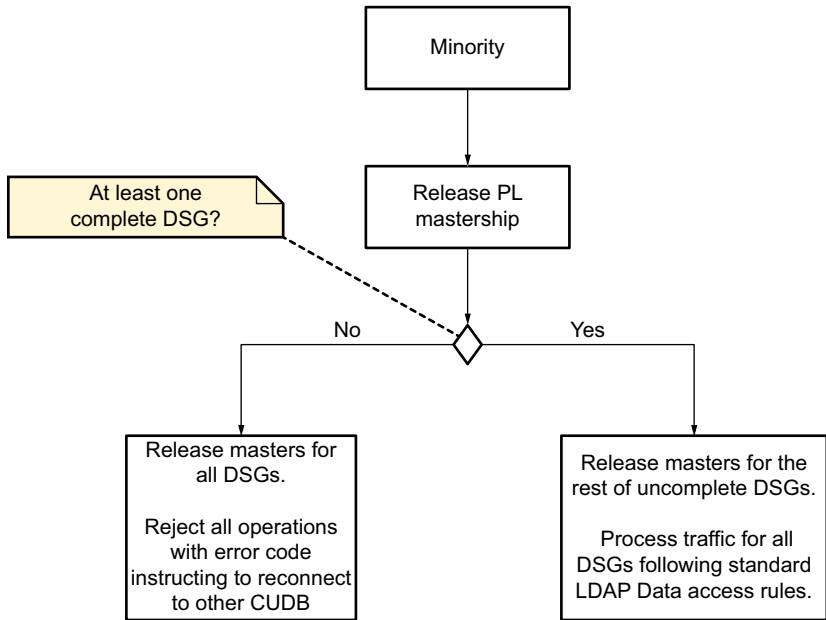 Minority
Release PL
mastership
At least one
complete DSG?
No
Yes
Release masters for
all DSGs.
Reject all operations
with error code
instructing to reconnect
to other CUDB
Release masters for the
rest of uncomplete DSGs.
Process traffic for all
DSGs following standard
LDAP Data access rules.